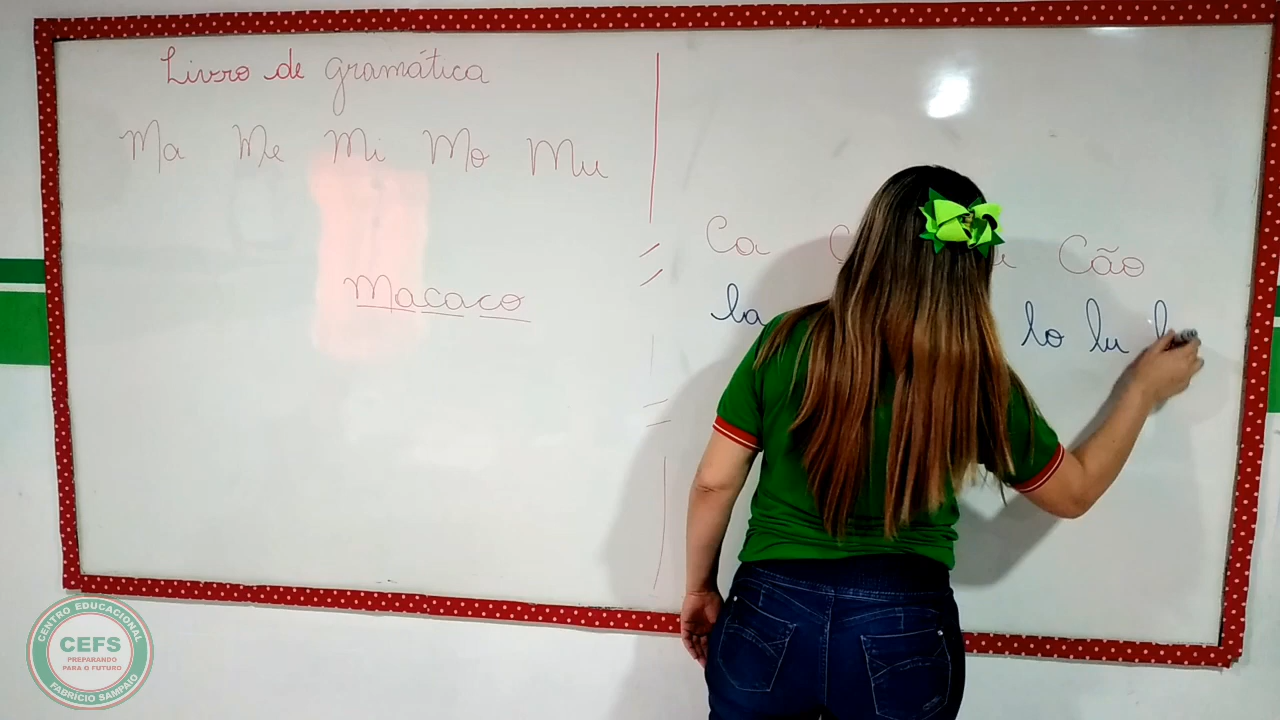 Livro de gramática
Ma Me Mi Mo Mu
Macaco
Ca Cão
la lo lu
CENTRO EDUCACIONAL
CEFS
PREPARANDO
PARA O FUTURO
FABRICIO SAMPAIO